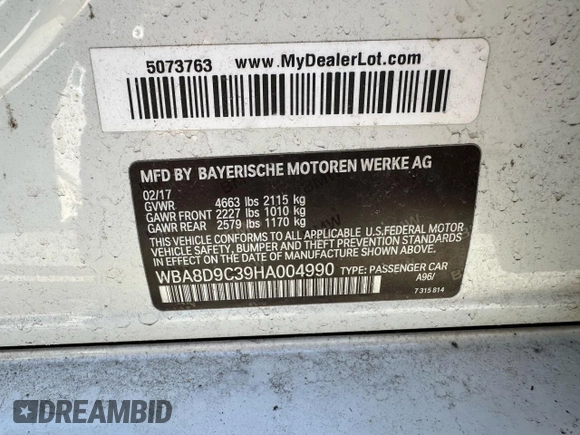 5073763 www.MyDealerLot.com
MFD BY BAYERISCHE MOTOREN WERKE AG
02/17
GVWR 4663 lbs 2115 kg
GAWR FRONT 2227 lbs 1010 kg
GAWR REAR 2579 lbs 1170 kg
THIS VEHICLE CONFORMS TO ALL APPLICABLE U.S.FEDERAL MOTOR
VEHICLE SAFETY, BUMPER AND THEFT PREVENTION STANDARDS
IN EFFECT ON THE DATE OF MANUFACTURE SHOWN ABOVE.
WBA8D9C39HA004990 TYPE: PASSENGER CAR
A96/
7 315 814
DREAMBID